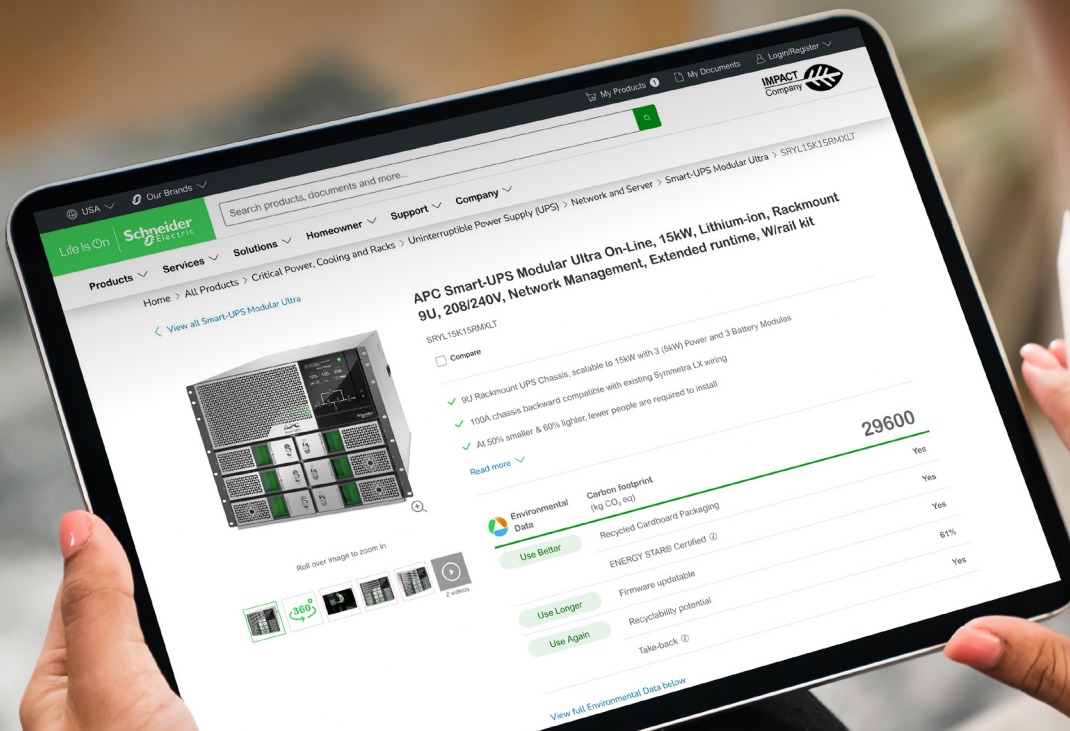 USA
Our Brands
My Products 1
My Documents
Login/Register
Life Is On
Schneider
Electric
Search products, documents and more...
IMPACT
Company
Products
Services
Solutions
Homeowner
Support
Company
Home > All Products > Critical Power, Cooling and Racks > Uninterruptible Power Supply (UPS) > Network and Server > Smart-UPS Modular Ultra > SRYL15K15RMXLT
View all Smart-UPS Modular Ultra
APC Smart-UPS Modular Ultra On-Line, 15kW, Lithium-ion, Rackmount
9U, 208/240V, Network Management, Extended runtime, W/rail kit
SRYL15K15RMXLT
Compare
9U Rackmount UPS Chassis, scalable to 15kW with 3 (5kW) Power and 3 Battery Modules
100A chassis backward compatible with existing Symmetra LX wiring
At 50% smaller & 60% lighter, fewer people are required to install
Read more
APC
Roll over image to zoom in
360°
2 videos
Environmental
Data
Carbon footprint
(kg CO₂ eq)
29600
Use Better
Recycled Cardboard Packaging
Yes
ENERGY STAR® Certified
Yes
Use Longer
Firmware updatable
Yes
Use Again
Recyclability potential
61%
Take-back
Yes
View full Environmental Data below